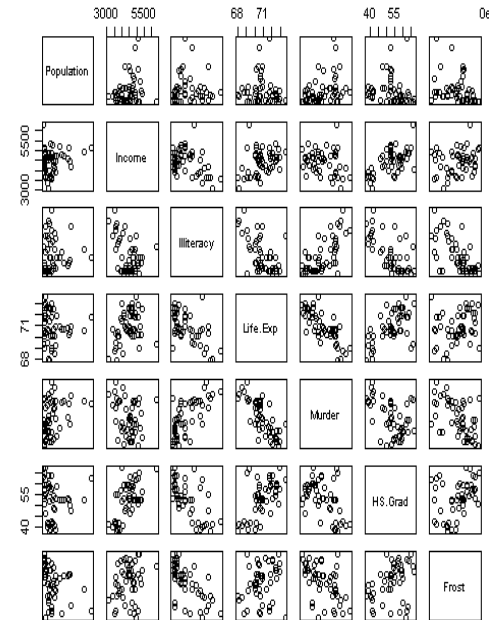 3000 5500 68 71 40 55 0e
Population
5500
Income
3000
Illiteracy
71
Life.Exp
68
Murder
55
HS.Grad
40
Frost